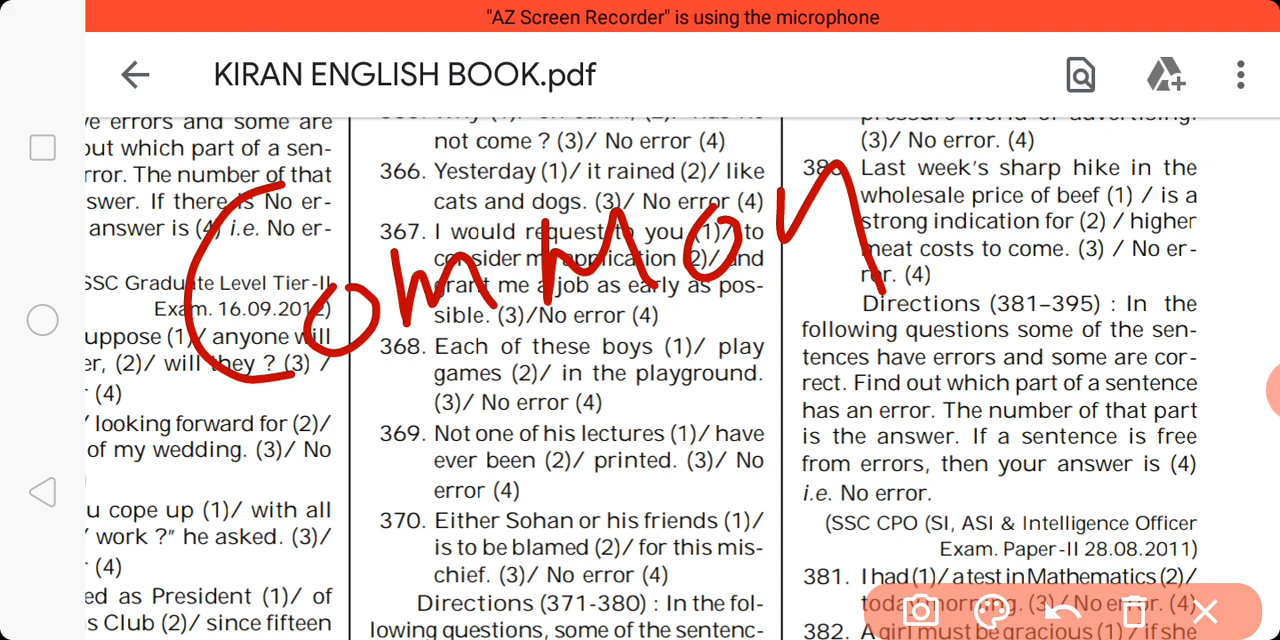 "AZ Screen Recorder" is using the microphone
KIRAN ENGLISH BOOK.pdf
Common
ve errors and some are
out which part of a sen-
rror. The number of that
swer. If there is No er-
answer is (4) i.e. No er-
SSC Graduate Level Tier-II
Exam. 16.09.2012)
uppose (1)/ anyone will
er, (2)/ will they ? (3) /
(4)
/ looking forward for (2)/
of my wedding. (3)/ No
u cope up (1)/ with all
/ work ?" he asked. (3)/
(4)
ed as President (1)/ of
s Club (2)/ since fifteen
not come ? (3)/ No error (4)
366. Yesterday (1)/ it rained (2)/ like
cats and dogs. (3)/ No error (4)
367. I would request to you (1)/ to
consider my application (2)/ and
grant me a job as early as pos-
sible. (3)/No error (4)
368. Each of these boys (1)/ play
games (2)/ in the playground.
(3)/ No error (4)
369. Not one of his lectures (1)/ have
ever been (2)/ printed. (3)/ No
error (4)
370. Either Sohan or his friends (1)/
is to be blamed (2)/ for this mis-
chief. (3)/ No error (4)
Directions (371-380) : In the fol-
lowing questions, some of the sentenc-
pressure world of advertising.
(3)/ No error. (4)
380. Last week's sharp hike in the
wholesale price of beef (1) / is a
strong indication for (2) / higher
meat costs to come. (3) / No er-
ror. (4)
Directions (381–395) : In the
following questions some of the sen-
tences have errors and some are cor-
rect. Find out which part of a sentence
has an error. The number of that part
is the answer. If a sentence is free
from errors, then your answer is (4)
i.e. No error.
(SSC CPO (SI, ASI & Intelligence Officer
Exam. Paper-II 28.08.2011)
381. I had (1)/ a test in Mathematics (2)/
today morning. (3)/ No error. (4)
382. A girl must be gracious (1)/ if she